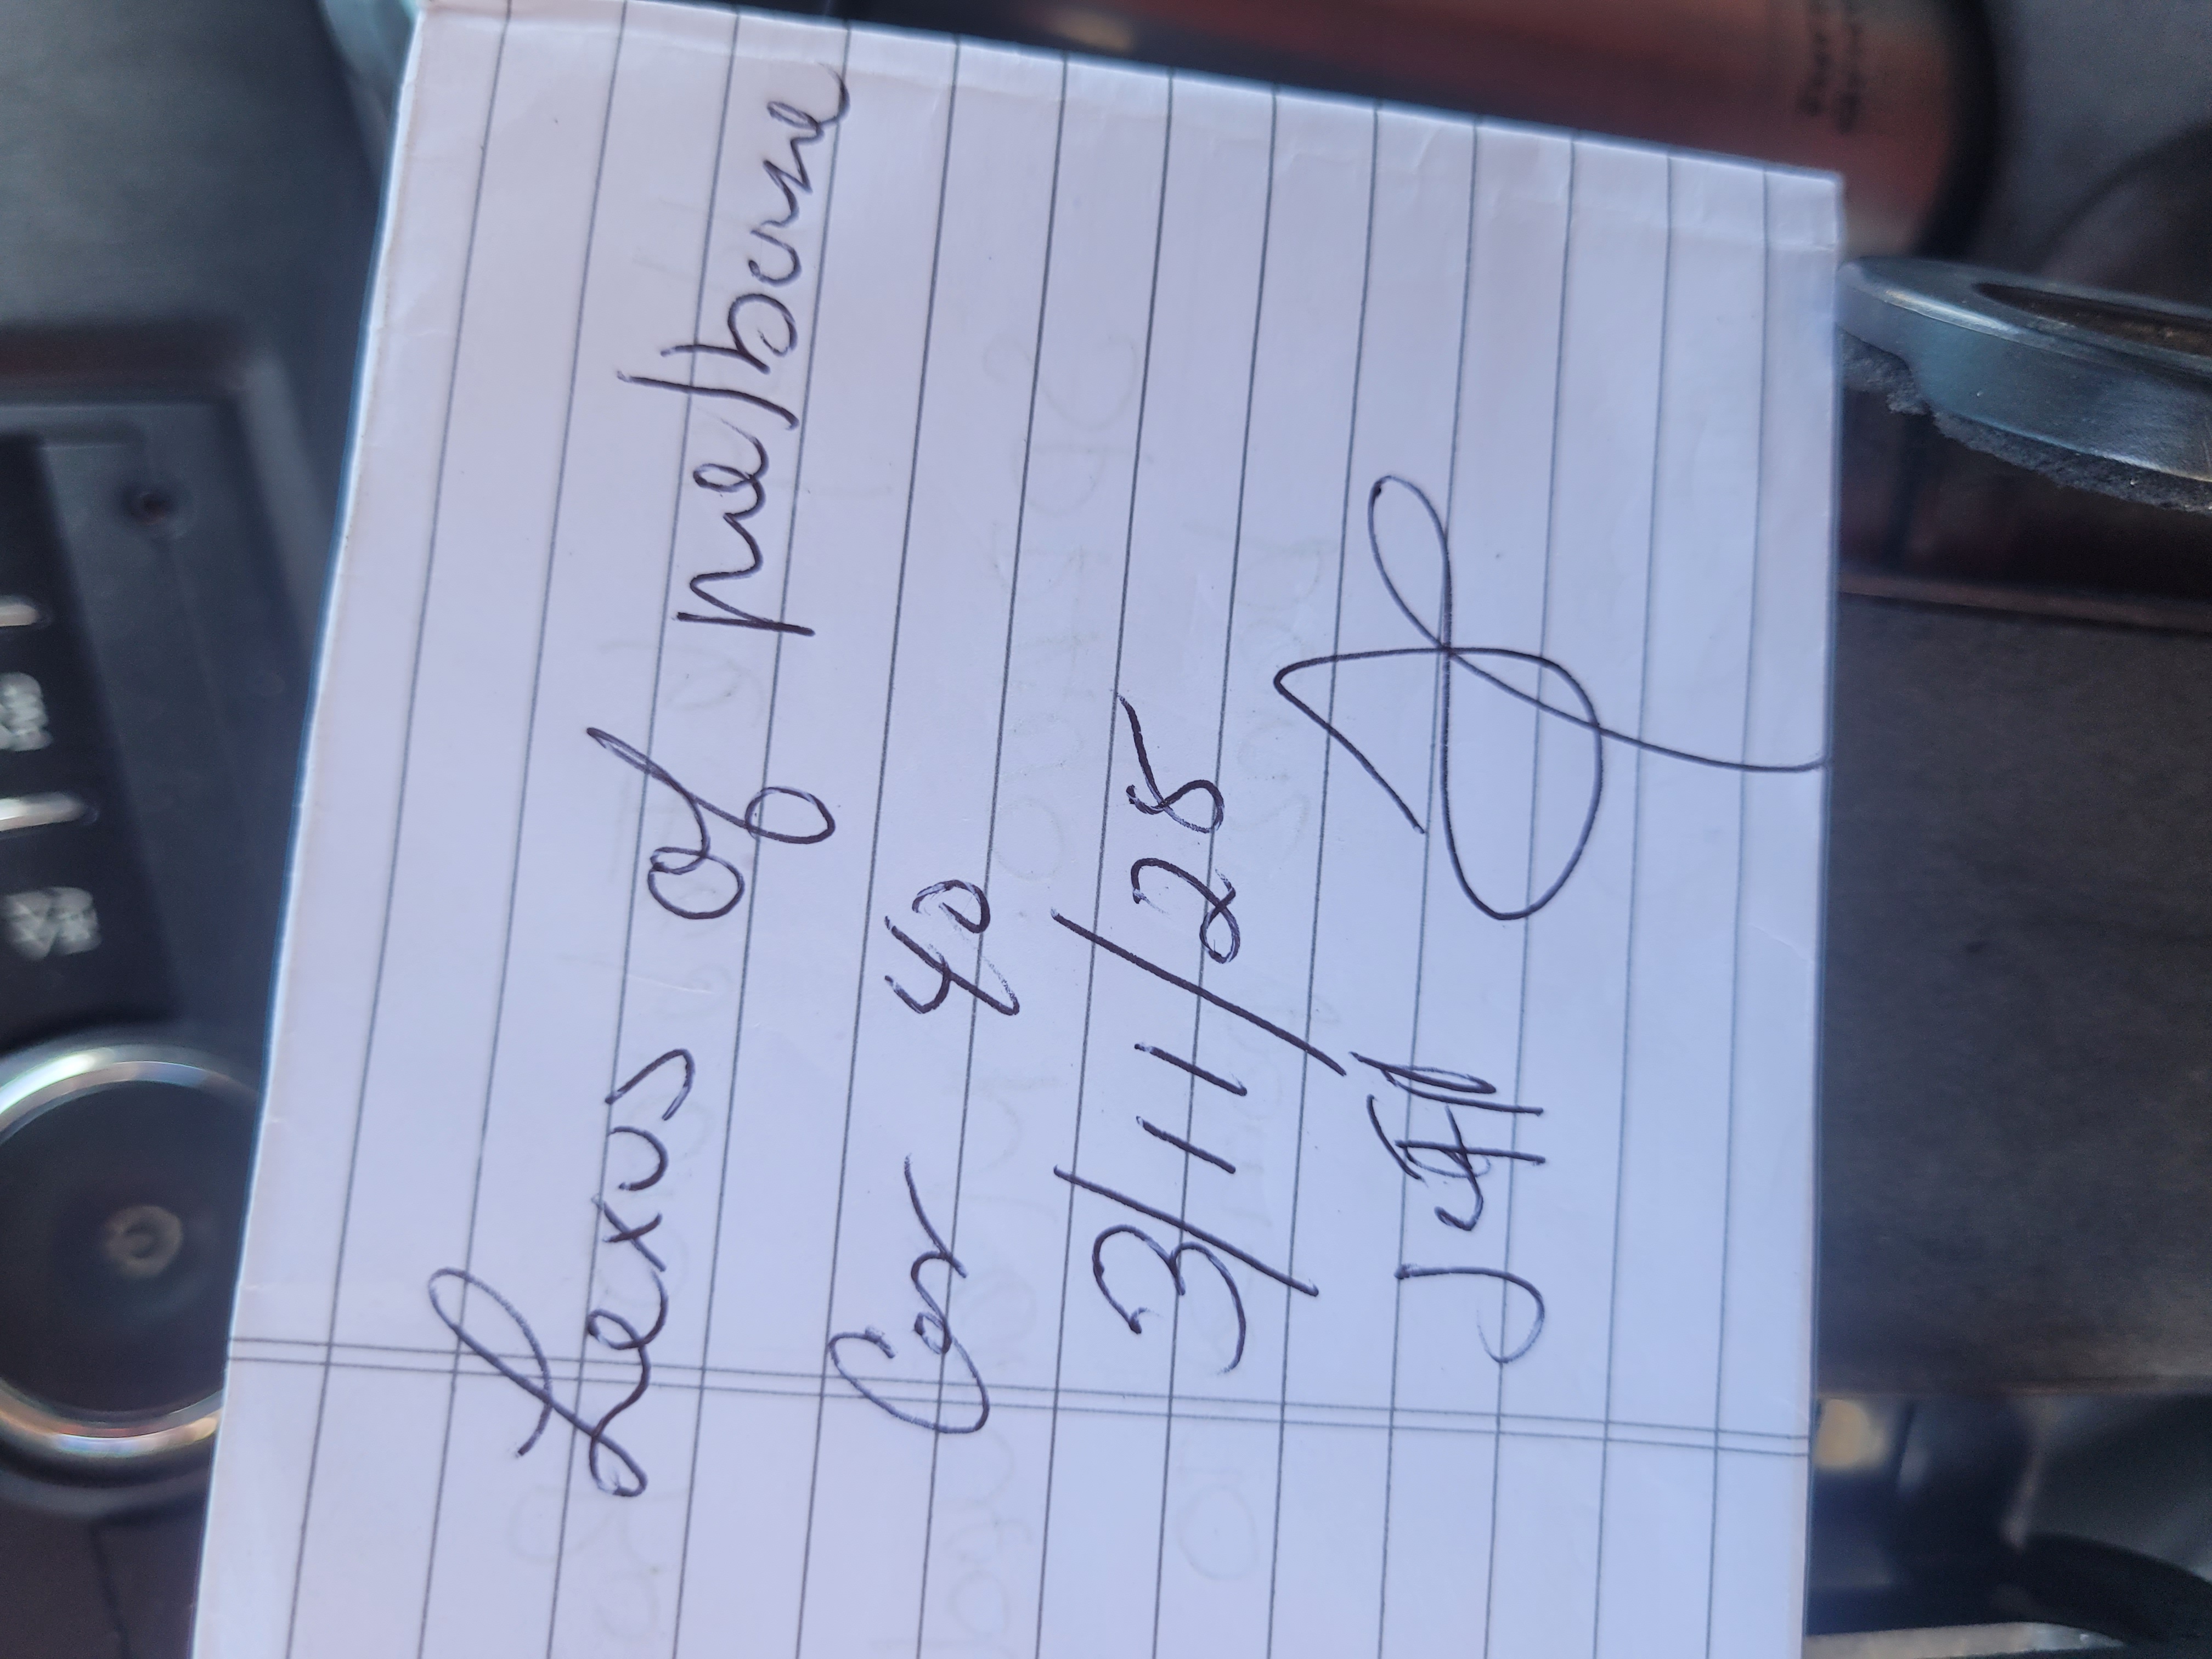 Lexus of melbourne
Car 40
3/11/25
Jeff